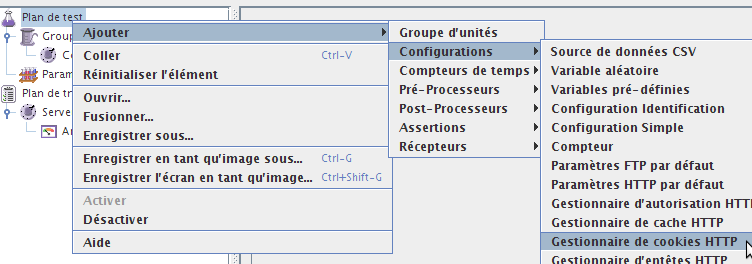 Plan de test
Group
C
Param
Plan de tr
Serve
Ar
Ajouter
Coller Ctrl-V
Réinitialiser l'élément
Ouvrir...
Fusionner...
Enregistrer sous...
Enregistrer en tant qu'image sous... Ctrl-G
Enregistrer l'écran en tant qu'image... Ctrl+Shift-G
Activer
Désactiver
Aide
Groupe d'unités
Configurations
Compteurs de temps
Pré-Processeurs
Post-Processeurs
Assertions
Récepteurs
Source de données CSV
Variable aléatoire
Variables pré-définies
Configuration Identification
Configuration Simple
Compteur
Paramètres FTP par défaut
Paramètres HTTP par défaut
Gestionnaire d'autorisation HTT
Gestionnaire de cache HTTP
Gestionnaire de cookies HTTP
Gestionnaire d'entêtes HTTP